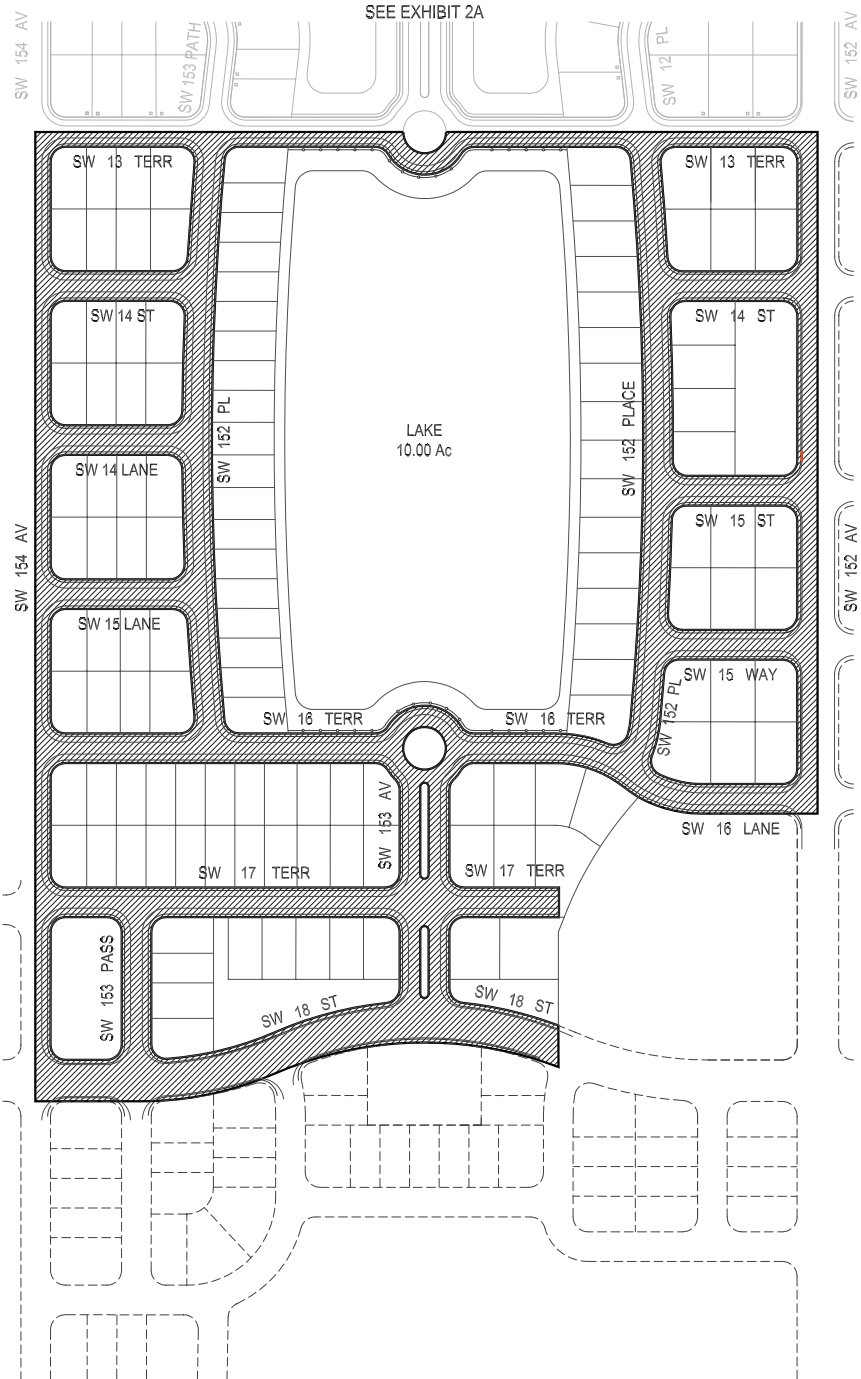 SEE EXHIBIT 2A
SW 154 AV
SW 153 PATH
SW 12 PL
SW 152 AV
SW 13 TERR
SW 13 TERR
SW 14 ST
SW 14 ST
SW 152 PL
SW 152 PLACE
LAKE
10.00 Ac
SW 14 LANE
SW 15 ST
SW 154 AV
SW 152 AV
SW 15 LANE
SW 15 WAY
SW 152 PL
SW 16 TERR
SW 16 TERR
SW 153 AV
SW 16 LANE
SW 17 TERR
SW 17 TERR
SW 153 PASS
SW 18 ST
SW 18 ST